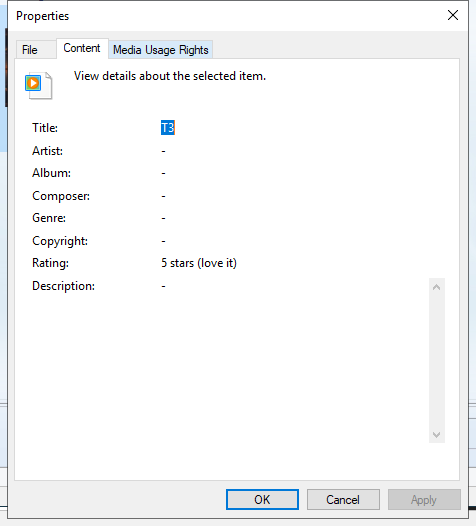 Properties
File Content Media Usage Rights
View details about the selected item.
Title: T3
Artist: -
Album: -
Composer: -
Genre: -
Copyright: -
Rating: 5 stars (love it)
Description: -
OK Cancel Apply